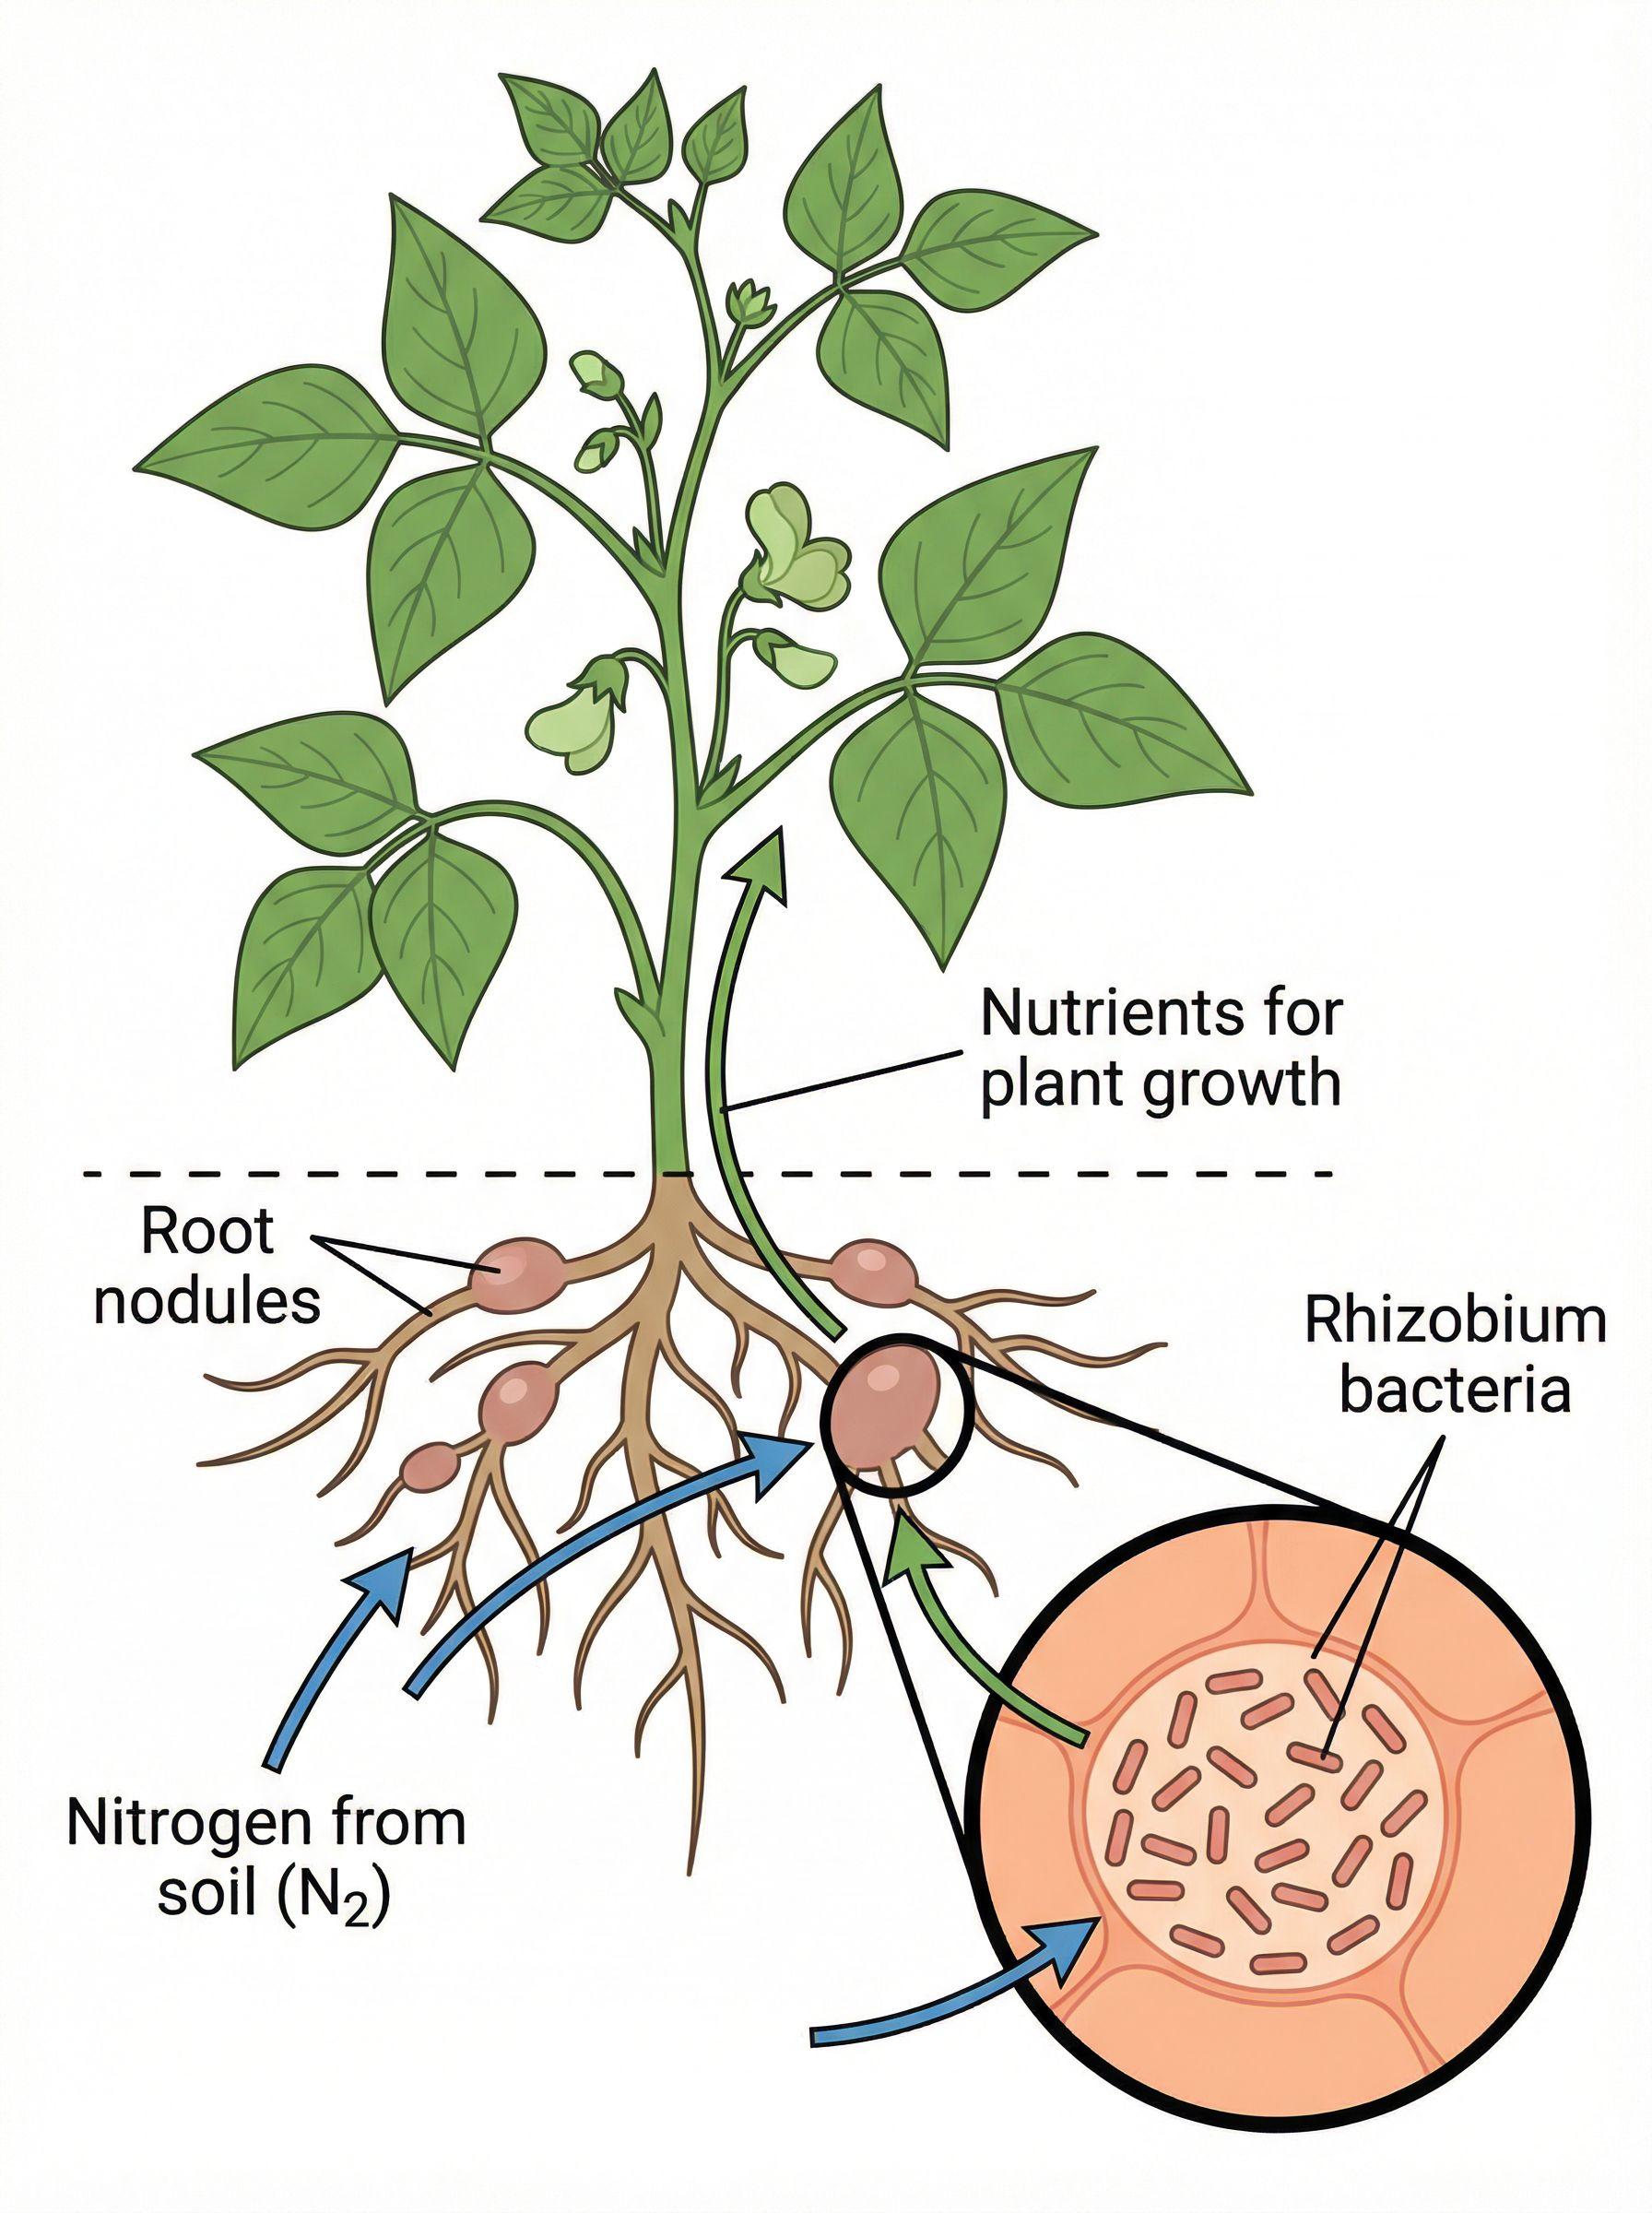 Nutrients for
plant growth
Root
nodules
Rhizobium
bacteria
Nitrogen from
soil (N₂)